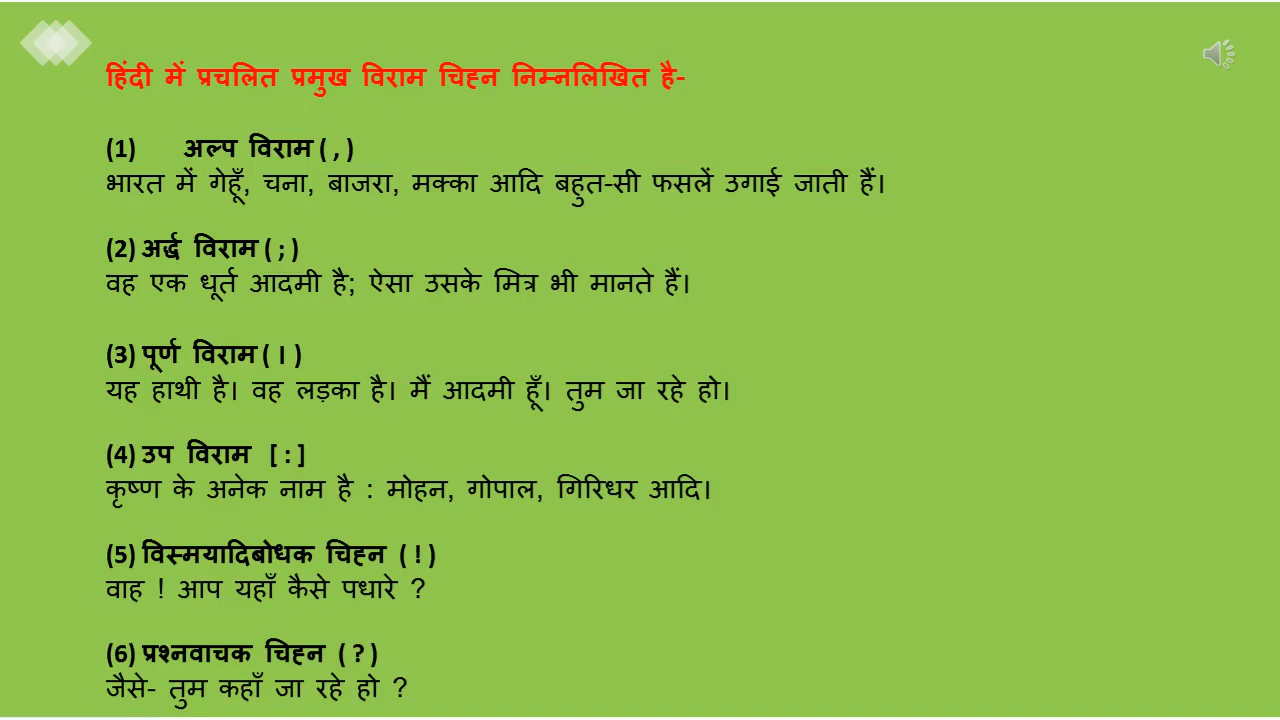 हिंदी में प्रचलित प्रमुख विराम चिह्न निम्नलिखित है-
(1) अल्प विराम ( , )
भारत में गेहूँ, चना, बाजरा, मक्का आदि बहुत-सी फसलें उगाई जाती हैं।
(2) अर्द्ध विराम ( ; )
वह एक धूर्त आदमी है; ऐसा उसके मित्र भी मानते हैं।
(3) पूर्ण विराम ( । )
यह हाथी है। वह लड़का है। मैं आदमी हूँ। तुम जा रहे हो।
(4) उप विराम [ : ]
कृष्ण के अनेक नाम है : मोहन, गोपाल, गिरिधर आदि।
(5) विस्मयादिबोधक चिह्न ( ! )
वाह ! आप यहाँ कैसे पधारे ?
(6) प्रश्नवाचक चिह्न ( ? )
जैसे- तुम कहाँ जा रहे हो ?